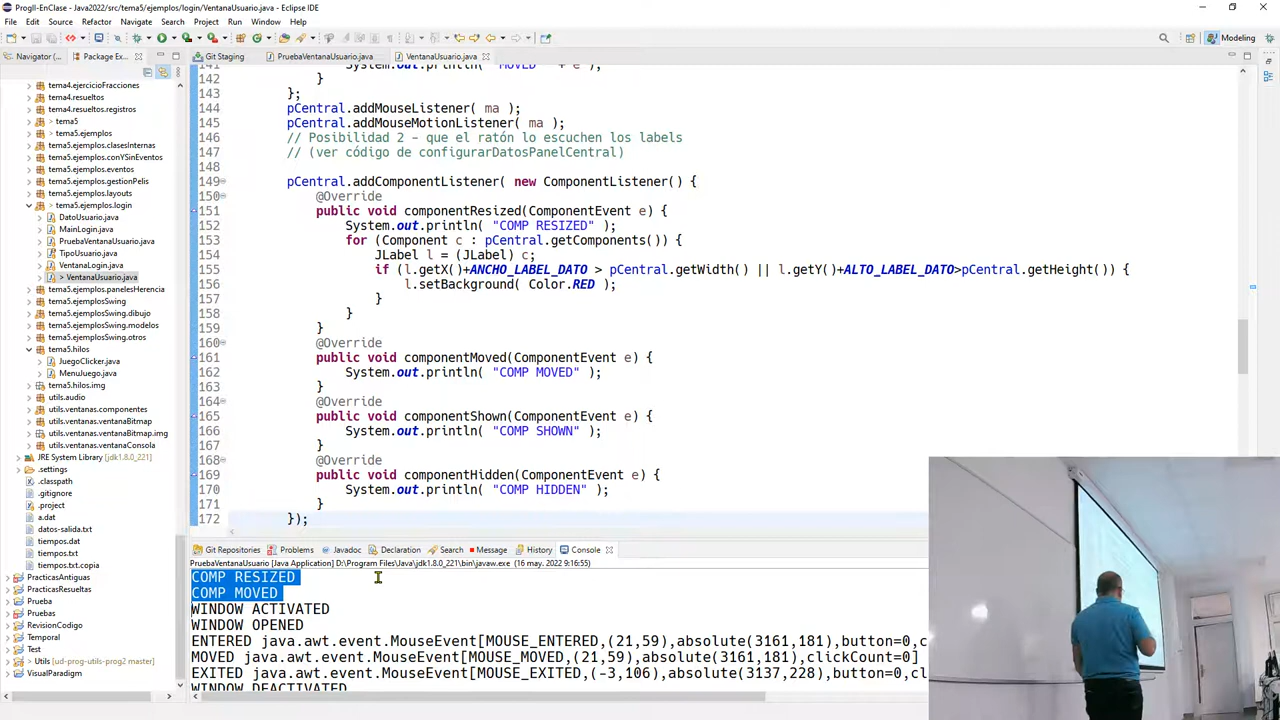 ProgII-EnClase - Java2022/src/tema5/ejemplos/login/VentanaUsuario.java - Eclipse IDE
File Edit Source Refactor Navigate Search Project Run Window Help
Modeling
Navigator (...
Package Ex...
Git Staging
PruebaVentanaUsuario.java
VentanaUsuario.java
tema4.ejercicioFracciones
tema4.resueltos
tema4.resueltos.registros
> tema5
> tema5.ejemplos
tema5.ejemplos.clasesInternas
tema5.ejemplos.conYSinEventos
tema5.ejemplos.eventos
tema5.ejemplos.gestionPelis
tema5.ejemplos.layouts
> tema5.ejemplos.login
DatoUsuario.java
MainLogin.java
PruebaVentanaUsuario.java
TipoUsuario.java
VentanaLogin.java
> VentanaUsuario.java
tema5.ejemplos.panelesHerencia
tema5.ejemplosSwing
tema5.ejemplosSwing.dibujo
tema5.ejemplosSwing.modelos
tema5.ejemplosSwing.otros
tema5.hilos
JuegoClicker.java
MenuJuego.java
tema5.hilos.img
utils.audio
utils.ventanas.componentes
utils.ventanas.ventanaBitmap
utils.ventanas.ventanaBitmap.img
utils.ventanas.ventanaConsola
JRE System Library [jdk1.8.0_221]
.settings
.classpath
.gitignore
.project
a.dat
datos-salida.txt
tiempos.dat
tiempos.txt
tiempos.txt.copia
PracticasAntiguas
PracticasResueltas
Prueba
Pruebas
RevisionCodigo
Temporal
Test
> Utils [ud-prog-utils-prog2 master]
VisualParadigm
141 System.out.println( "MOVED " + e );
142 }
143 };
144 pCentral.addMouseListener( ma );
145 pCentral.addMouseMotionListener( ma );
146 // Posibilidad 2 - que el ratón lo escuchen los labels
147 // (ver código de configurarDatosPanelCentral)
148
149 pCentral.addComponentListener( new ComponentListener() {
150 @Override
151 public void componentResized(ComponentEvent e) {
152 System.out.println( "COMP RESIZED" );
153 for (Component c : pCentral.getComponents()) {
154 JLabel l = (JLabel) c;
155 if (l.getX()+ANCHO_LABEL_DATO > pCentral.getWidth() || l.getY()+ALTO_LABEL_DATO>pCentral.getHeight()) {
156 l.setBackground( Color.RED );
157 }
158 }
159 }
160 @Override
161 public void componentMoved(ComponentEvent e) {
162 System.out.println( "COMP MOVED" );
163 }
164 @Override
165 public void componentShown(ComponentEvent e) {
166 System.out.println( "COMP SHOWN" );
167 }
168 @Override
169 public void componentHidden(ComponentEvent e) {
170 System.out.println( "COMP HIDDEN" );
171 }
172 });
Git Repositories Problems Javadoc Declaration Search Message History Console
PruebaVentanaUsuario [Java Application] D:\Program Files\Java\jdk1.8.0_221\bin\javaw.exe (16 may. 2022 9:16:55)
COMP RESIZED
COMP MOVED
WINDOW ACTIVATED
WINDOW OPENED
ENTERED java.awt.event.MouseEvent[MOUSE_ENTERED,(21,59),absolute(3161,181),button=0,c
MOVED java.awt.event.MouseEvent[MOUSE_MOVED,(21,59),absolute(3161,181),clickCount=0]
EXITED java.awt.event.MouseEvent[MOUSE_EXITED,(-3,106),absolute(3137,228),button=0,cl
WINDOW DEACTIVATED